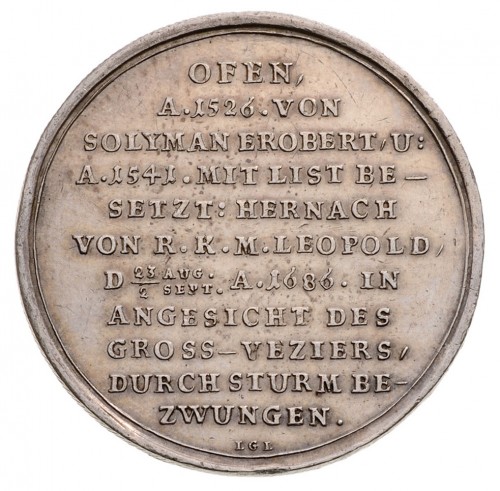 OFEN,
A. 1526. VON
SOLYMAN EROBERT, U:
A. 1541. MIT LIST BE-
SETZT: HERNACH
VON R. K. M. LEOPOLD,
D 23 AUG. / 2 SEPT. A. 1686. IN
ANGESICHT DES
GROSS-VEZIERS,
DURCH STURM BE-
ZWUNGEN.
I G L